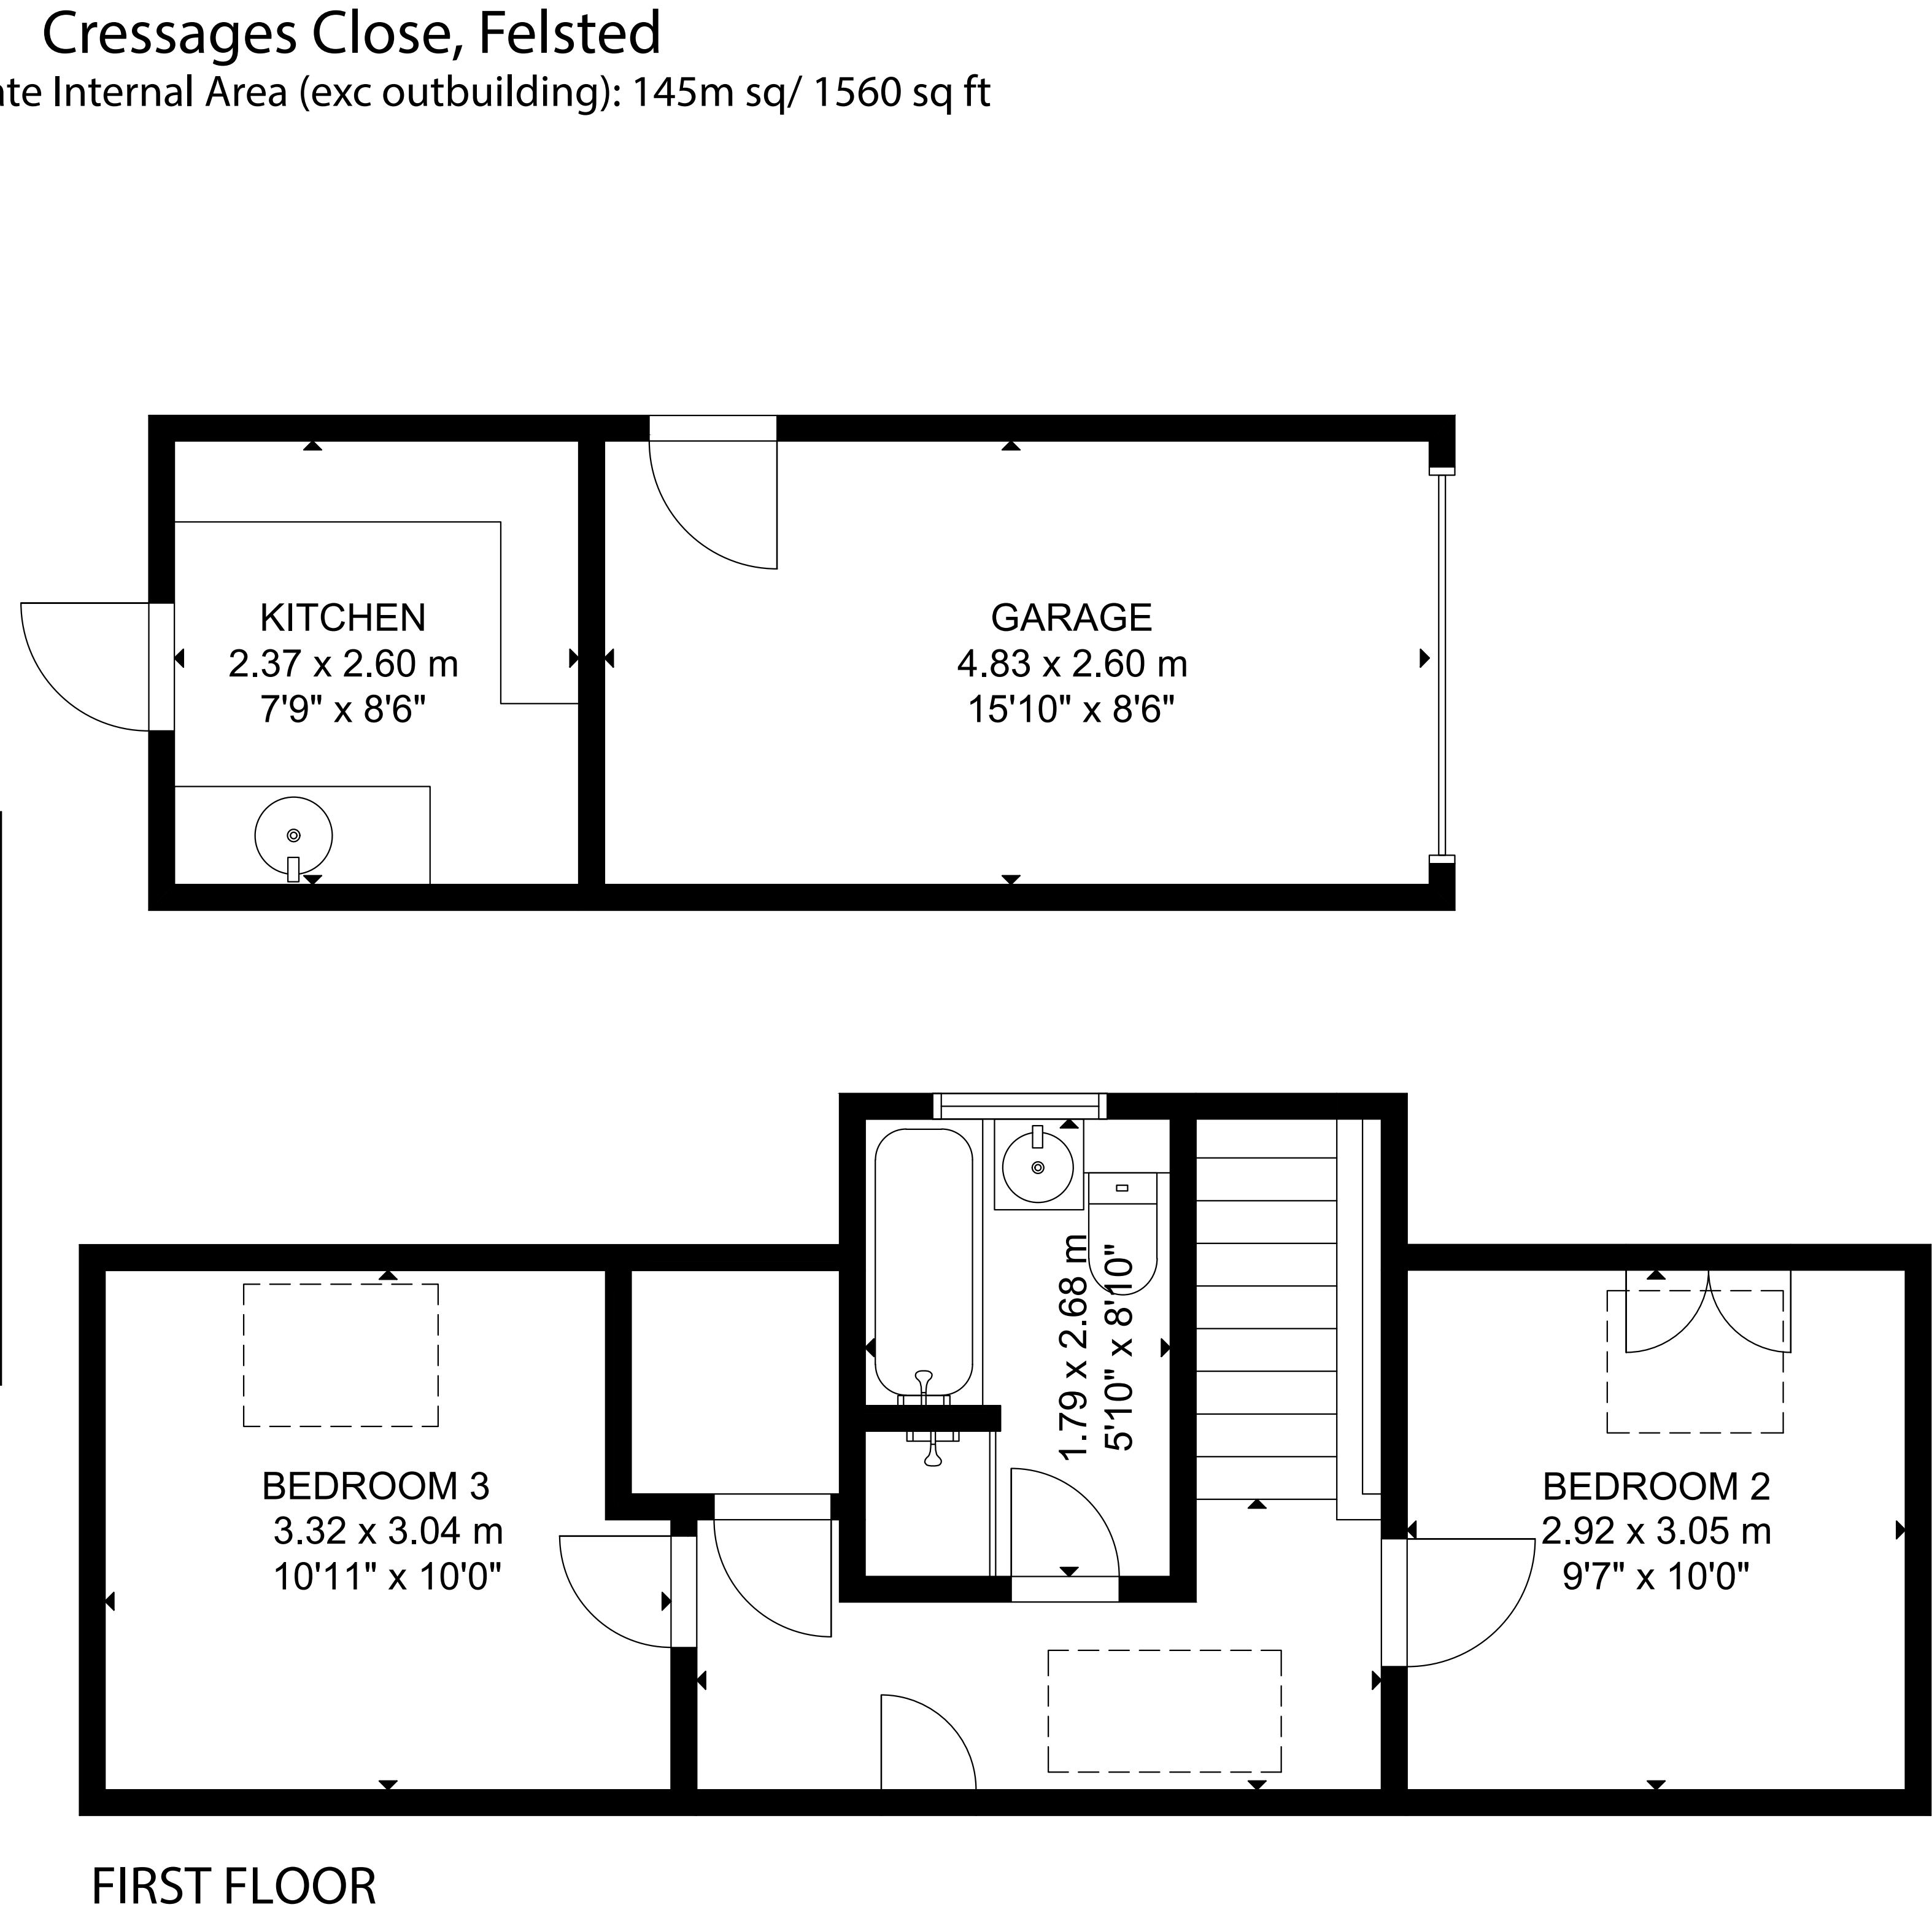 Cressages Close, Felsted
Internal Area (exc outbuilding): 145m sq/ 1560 sq ft
KITCHEN
2.37 x 2.60 m
7'9" x 8'6"
GARAGE
4.83 x 2.60 m
15'10" x 8'6"
1.79 x 2.68 m
5'10" x 8'10"
BEDROOM 3
3.32 x 3.04 m
10'11" x 10'0"
BEDROOM 2
2.92 x 3.05 m
9'7" x 10'0"
FIRST FLOOR